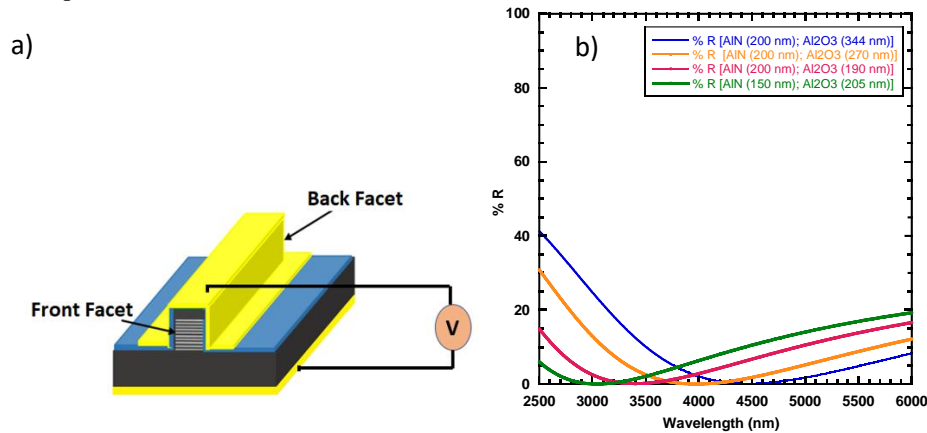 a)
Back Facet
Front Facet
V
b)
100
80
60
40
20
0
% R
% R [AlN (200 nm); Al2O3 (344 nm)]
% R  [AlN (200 nm); Al2O3 (270 nm)]
% R [AlN (200 nm); Al2O3 (190 nm)]
% R [AlN (150 nm); Al2O3 (205 nm)]
2500 3000 3500 4000 4500 5000 5500 6000
Wavelength (nm)